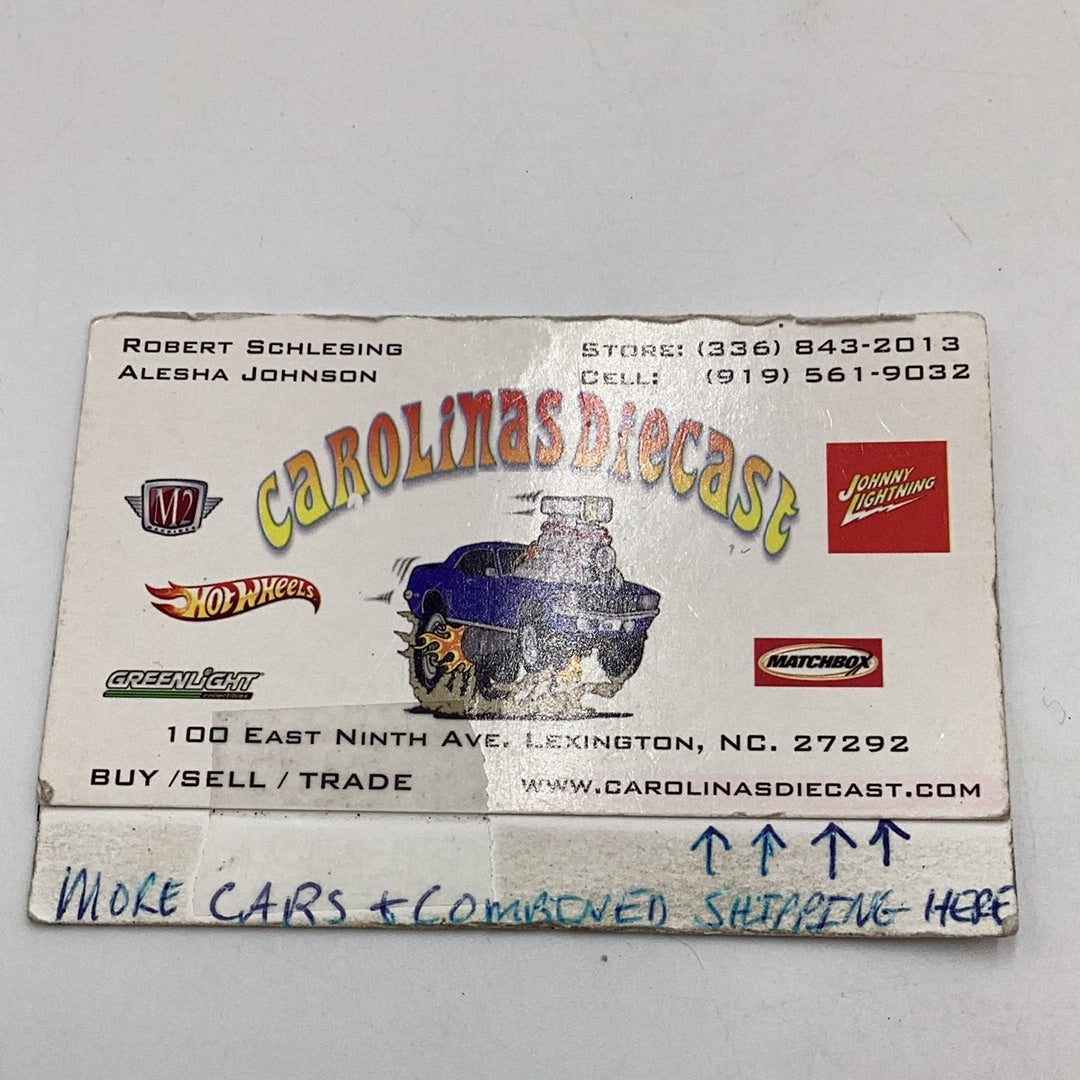 ROBERT SCHLESING
ALESHA JOHNSON
STORE: (336) 843-2013
CELL: (919) 561-9032
CAROLINAS DIECAST
M2
MACHINES
JOHNNY
LIGHTNING
HOT WHEELS
MATCHBOX
GREENLIGHT
collectibles
100 EAST NINTH AVE. LEXINGTON, NC. 27292
BUY /SELL / TRADE
WWW.CAROLINASDIECAST.COM
MORE CARS + COMBINED SHIPPING HERE